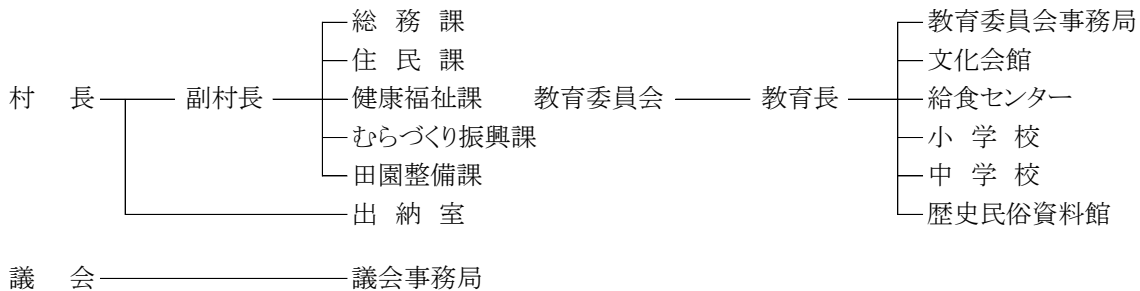 総務課 教育委員会事務局
住民課 文化会館
村長 副村長 健康福祉課 教育委員会 教育長 給食センター
むらづくり振興課 小学校
田園整備課 中学校
出納室 歴史民俗資料館
議会 議会事務局